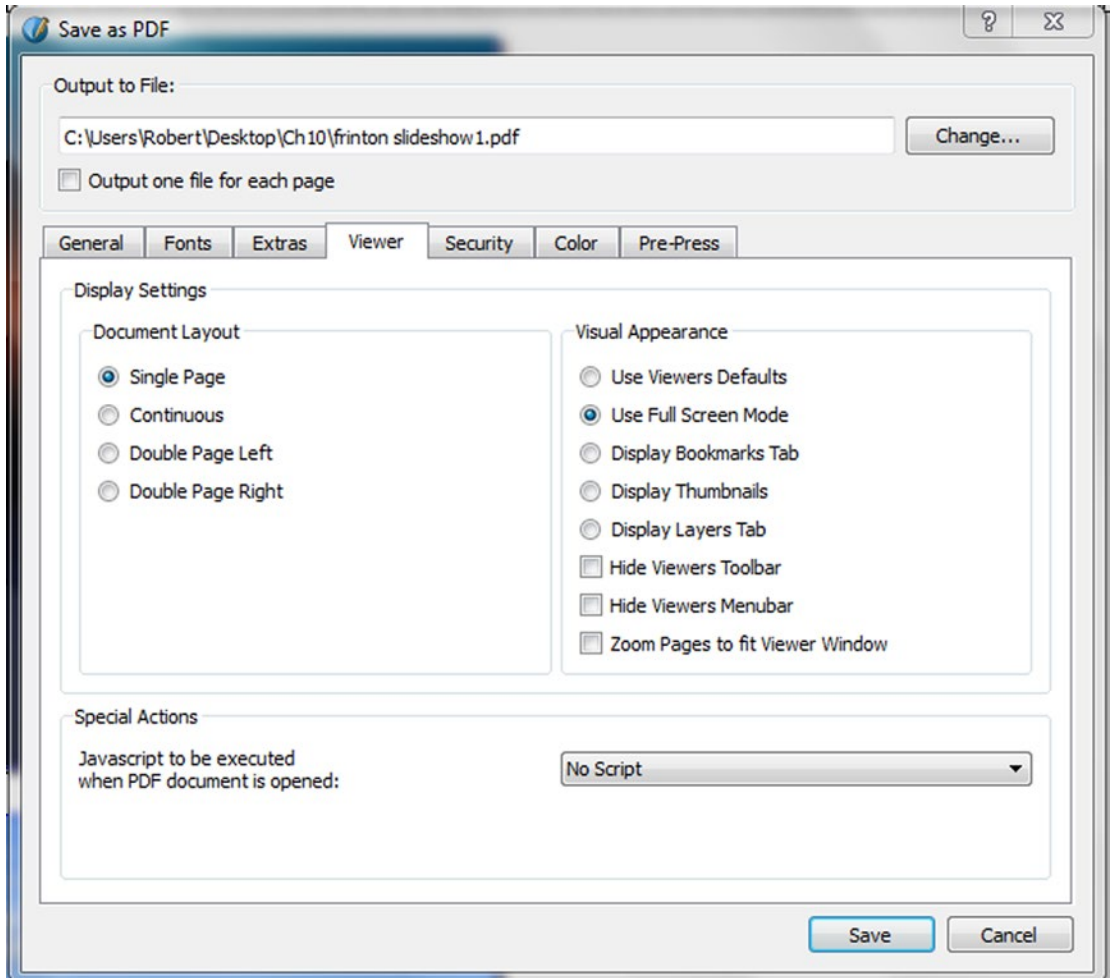 Save as PDF
Output to File:
C:\Users\Robert\Desktop\Ch10\frinton slideshow1.pdf
Change...
Output one file for each page
General Fonts Extras Viewer Security Color Pre-Press
Display Settings
Document Layout
Single Page
Continuous
Double Page Left
Double Page Right
Visual Appearance
Use Viewers Defaults
Use Full Screen Mode
Display Bookmarks Tab
Display Thumbnails
Display Layers Tab
Hide Viewers Toolbar
Hide Viewers Menubar
Zoom Pages to fit Viewer Window
Special Actions
Javascript to be executed
when PDF document is opened:
No Script
Save Cancel